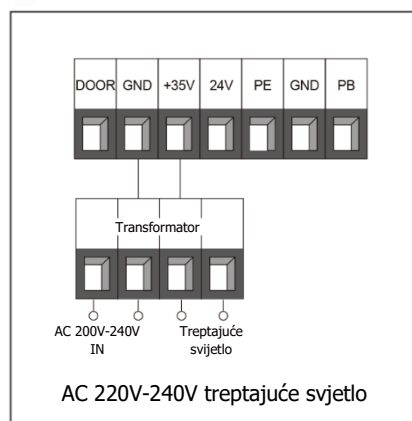 DOOR GND +35V 24V PE GND PB
Transformator
AC 200V-240V
IN
Treptajuće
svijetlo
AC 220V-240V treptajuće svjetlo